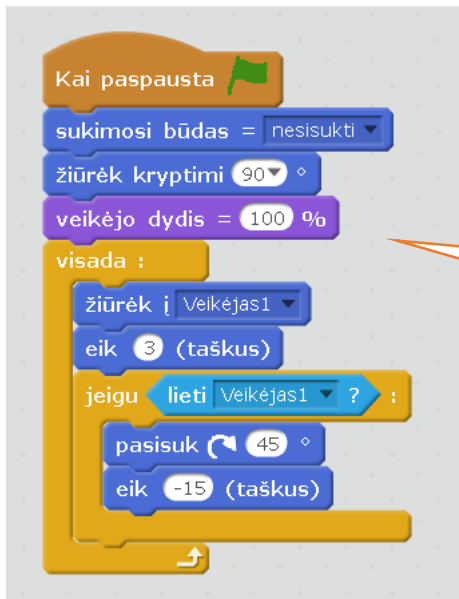 Kai paspausta
sukimosi būdas = nesisukti
žiūrėk kryptimi 90 °
veikėjo dydis = 100 %
visada :
žiūrėk į Veikėjas1
eik 3 (taškus)
jeigu lieti Veikėjas1 ? :
pasisuk 45 °
eik -15 (taškus)